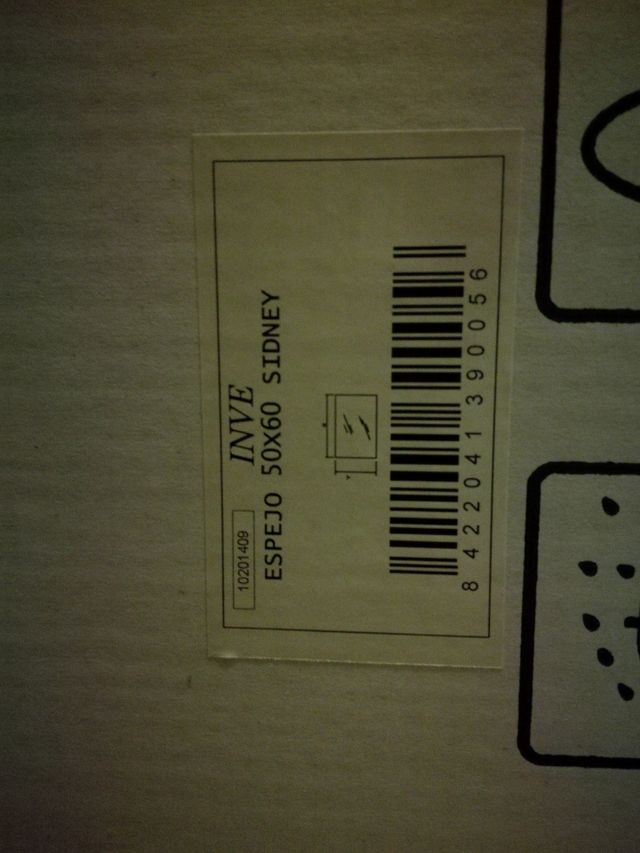 10201409
INVE
ESPEJO 50X60 SIDNEY
8 422041 390056